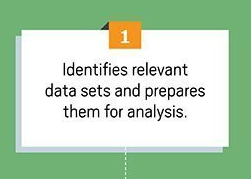 1
Identifies relevant
data sets and prepares
them for analysis.